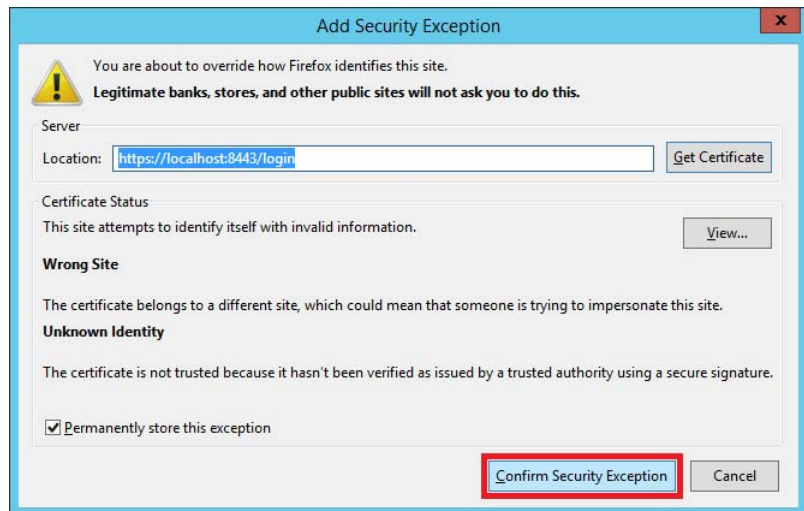 Add Security Exception
x
You are about to override how Firefox identifies this site.
Legitimate banks, stores, and other public sites will not ask you to do this.
Server
Location: https://localhost:8443/login Get Certificate
Certificate Status
This site attempts to identify itself with invalid information. View...
Wrong Site
The certificate belongs to a different site, which could mean that someone is trying to impersonate this site.
Unknown Identity
The certificate is not trusted because it hasn't been verified as issued by a trusted authority using a secure signature.
Permanently store this exception
Confirm Security Exception Cancel